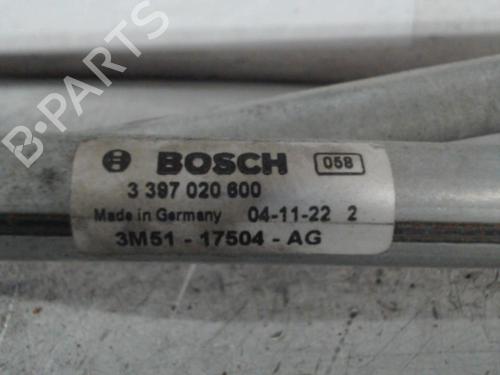 BOSCH 058
3 397 020 600
Made in Germany 04-11-22 2
3M51 - 17504 - AG
B-PARTS